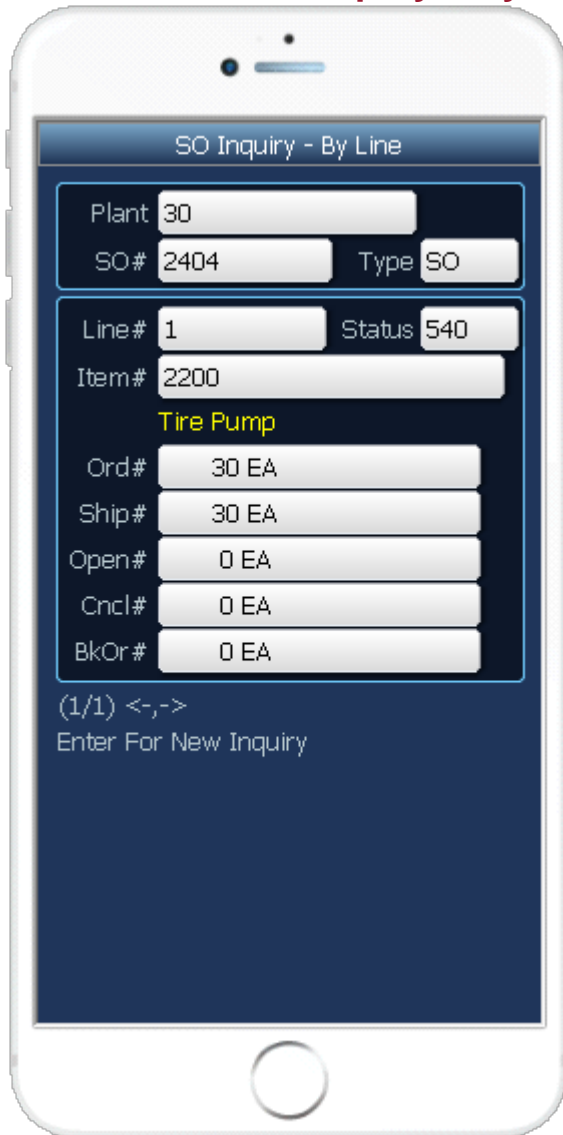 SO Inquiry - By Line
Plant 30
SO# 2404 Type SO
Line# 1 Status 540
Item# 2200
Tire Pump
Ord# 30 EA
Ship# 30 EA
Open# 0 EA
Cncl# 0 EA
BkOr# 0 EA
(1/1) <-,->
Enter For New Inquiry